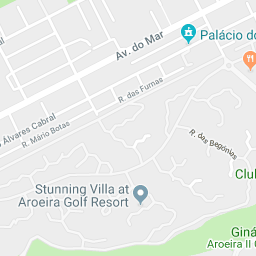 Palácio do
Av. do Mar
R. das Furnas
Álvares Cabral
R. Mário Botas
R. das Begónias
Club
Stunning Villa at
Aroeira Golf Resort
Giná
Aroeira II C